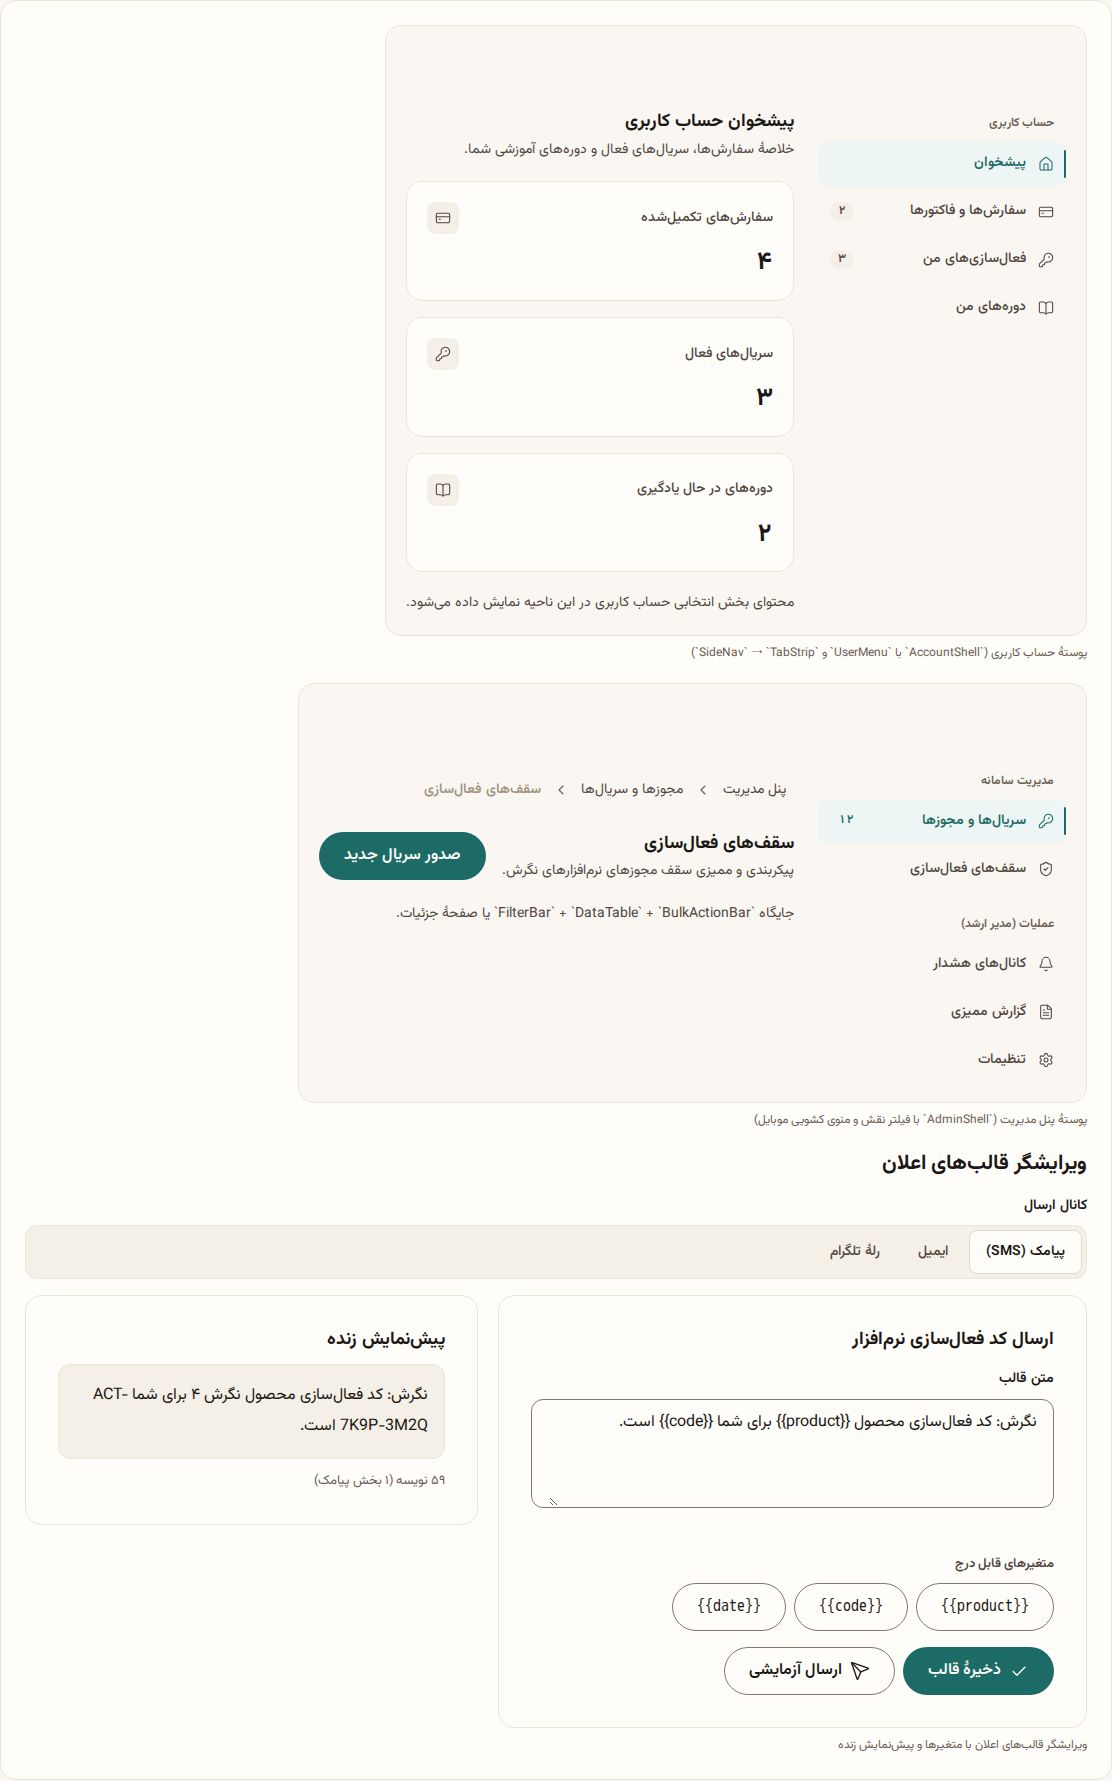 حساب کاربری
پیشخوان
سفارش‌ها و فاکتورها ۲
فعال‌سازی‌های من ۳
دوره‌های من
پیشخوان حساب کاربری
خلاصهٔ سفارش‌ها، سریال‌های فعال و دوره‌های آموزشی شما.
سفارش‌های تکمیل‌شده
۴
سریال‌های فعال
۳
دوره‌های در حال یادگیری
۲
محتوای بخش انتخابی حساب کاربری در این ناحیه نمایش داده می‌شود.
پوستهٔ حساب کاربری (`AccountShell` با `UserMenu` و `SideNav` → `TabStrip`)
مدیریت سامانه
سریال‌ها و مجوزها ۱۲
سقف‌های فعال‌سازی
عملیات (مدیر ارشد)
کانال‌های هشدار
گزارش ممیزی
تنظیمات
پنل مدیریت
مجوزها و سریال‌ها
سقف‌های فعال‌سازی
سقف‌های فعال‌سازی
پیکربندی و ممیزی سقف مجوزهای نرم‌افزارهای نگرش.
صدور سریال جدید
جایگاه `FilterBar` + `DataTable` + `BulkActionBar` یا صفحهٔ جزئیات.
پوستهٔ پنل مدیریت (`AdminShell` با فیلتر نقش و منوی کشویی موبایل)
ویرایشگر قالب‌های اعلان
کانال ارسال
پیامک (SMS)
ایمیل
رلهٔ تلگرام
ارسال کد فعال‌سازی نرم‌افزار
متن قالب
نگرش: کد فعال‌سازی محصول {{product}} برای شما {{code}} است.
متغیرهای قابل درج
{{product}}
{{code}}
{{date}}
ذخیرهٔ قالب
ارسال آزمایشی
پیش‌نمایش زنده
نگرش: کد فعال‌سازی محصول نگرش ۴ برای شما ACT-
7K9P-3M2Q است.
۵۹ نویسه (۱ بخش پیامک)
ویرایشگر قالب‌های اعلان با متغیرها و پیش‌نمایش زنده